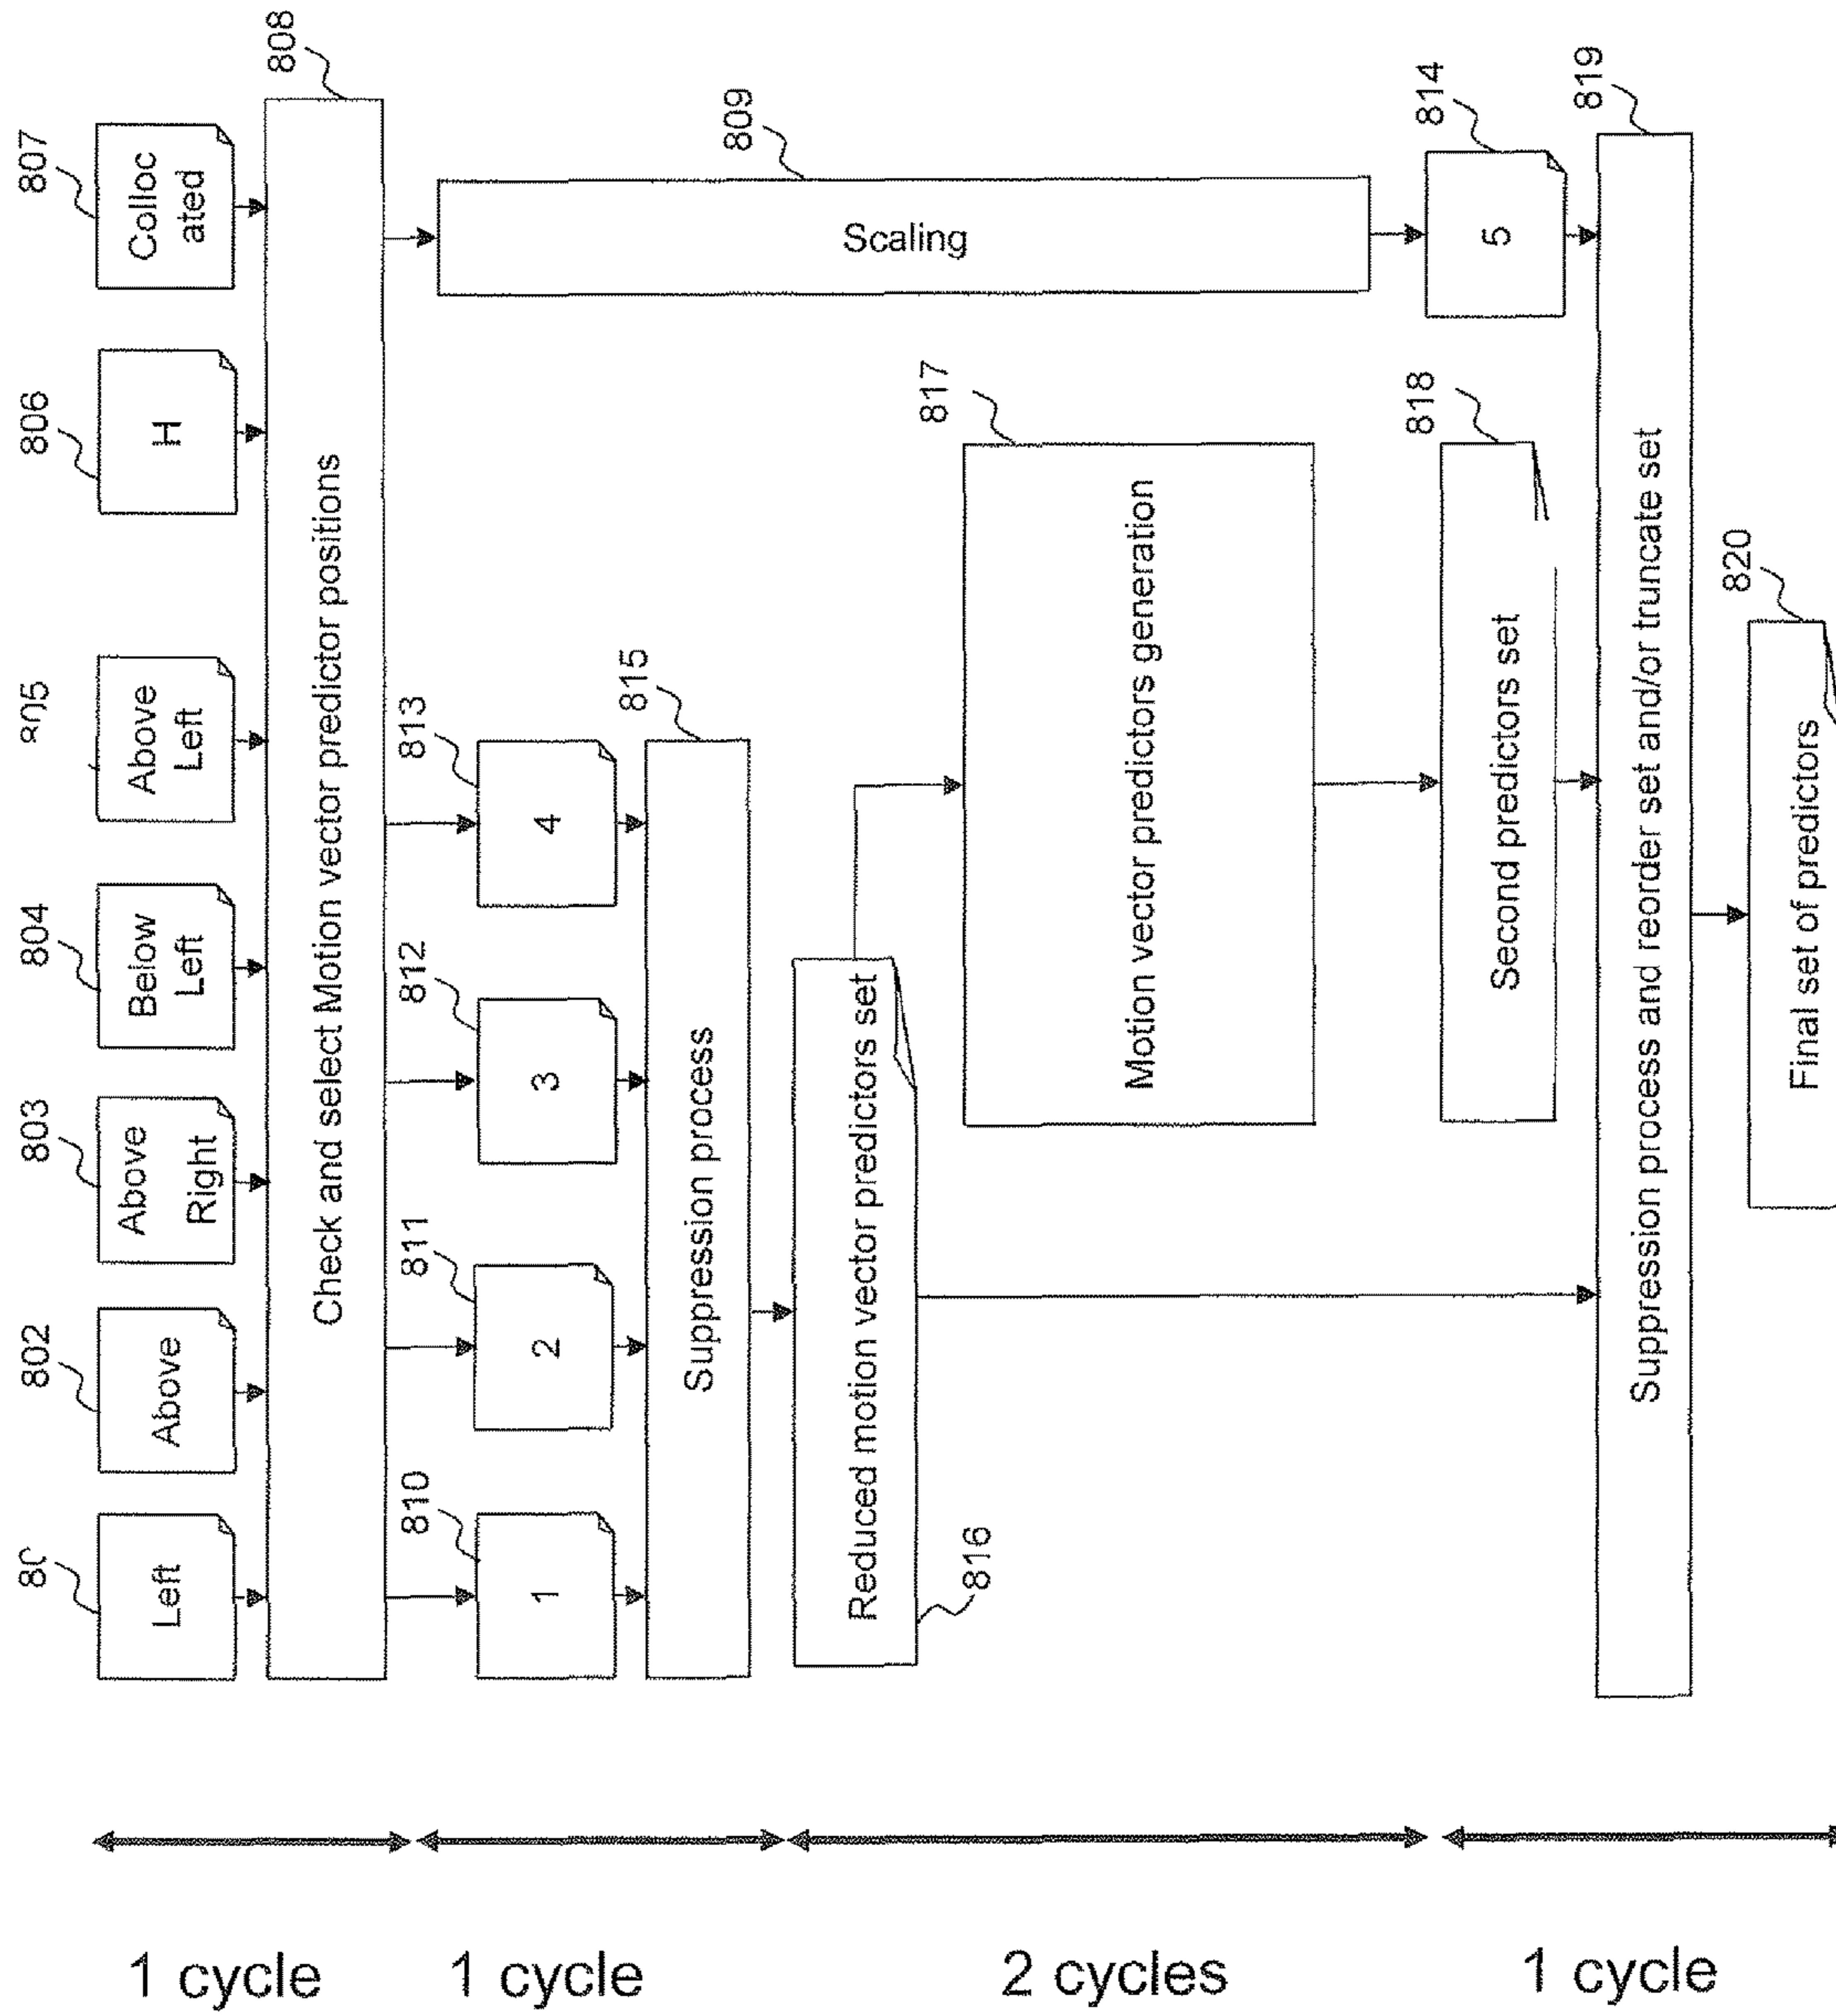 807
Colloc
ated
806
H
805
Above
Left
804
Below
Left
803
Above
Right
802
Above
80
Left
808
Check and select Motion vector predictor positions
809
Scaling
813
4
812
3
811
2
810
1
815
Suppression process
Reduced motion vector predictors set
816
817
Motion vector predictors generation
814
5
818
Second predictors set
819
Suppression process and reorder set and/or truncate set
820
Final set of predictors
1 cycle
1 cycle
2 cycles
1 cycle